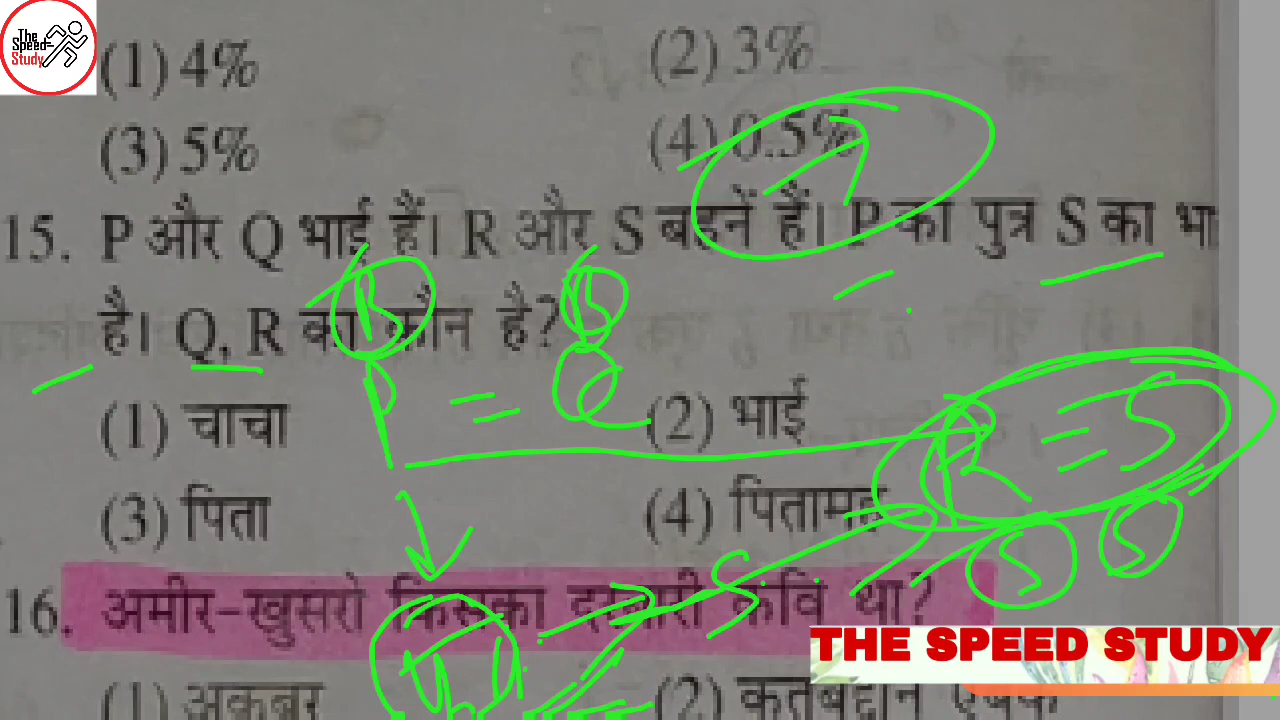 The
Speed-
Study
(1) 4% (2) 3%
(3) 5% (4) 0.5%
15. P और Q भाई हैं। R और S बहनें हैं। P का पुत्र S का भा
है। Q, R का कौन है?
B B
P = Q
R = S
S S
(1) चाचा (2) भाई
(3) पिता (4) पितामह
16. अमीर-खुसरो किसका दरबारी कवि था?
S
THE SPEED STUDY
(1) अकबर (2)